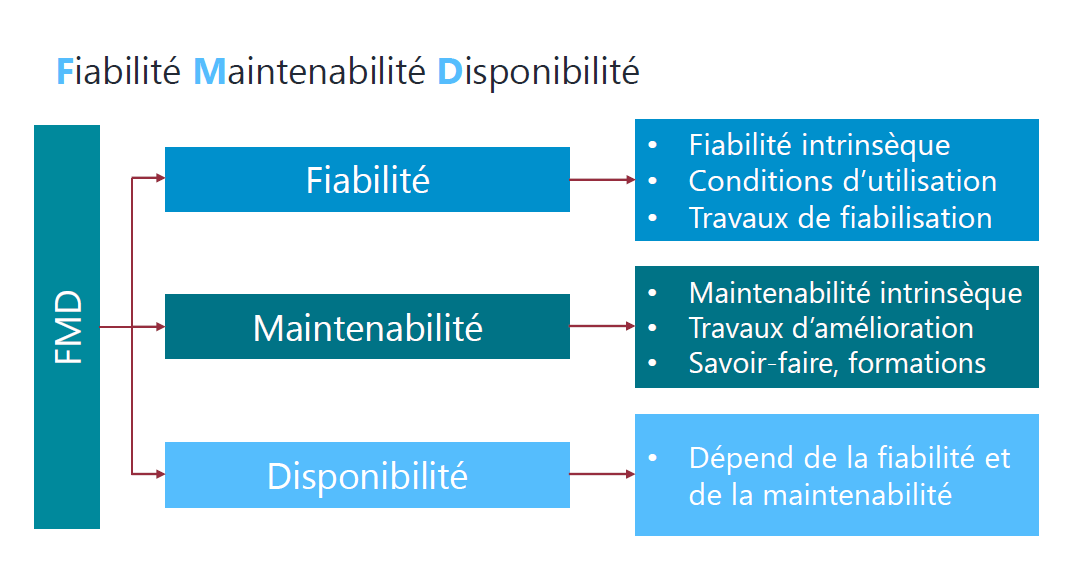 Fiabilité Maintenabilité Disponibilité
FMD
Fiabilité
• Fiabilité intrinsèque
• Conditions d’utilisation
• Travaux de fiabilisation
Maintenabilité
• Maintenabilité intrinsèque
• Travaux d’amélioration
• Savoir-faire, formations
Disponibilité
• Dépend de la fiabilité et
de la maintenabilité